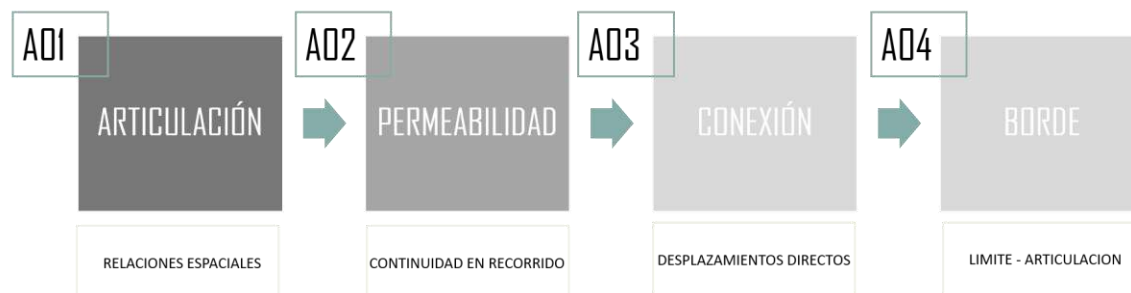 A01
ARTICULACIÓN
RELACIONES ESPACIALES
A02
PERMEABILIDAD
CONTINUIDAD EN RECORRIDO
A03
CONEXIÓN
DESPLAZAMIENTOS DIRECTOS
A04
BORDE
LIMITE - ARTICULACION